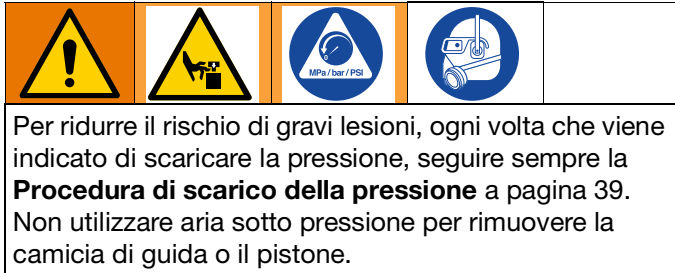 MPa/bar/PSI
Per ridurre il rischio di gravi lesioni, ogni volta che viene
indicato di scaricare la pressione, seguire sempre la
Procedura di scarico della pressione a pagina 39.
Non utilizzare aria sotto pressione per rimuovere la
camicia di guida o il pistone.